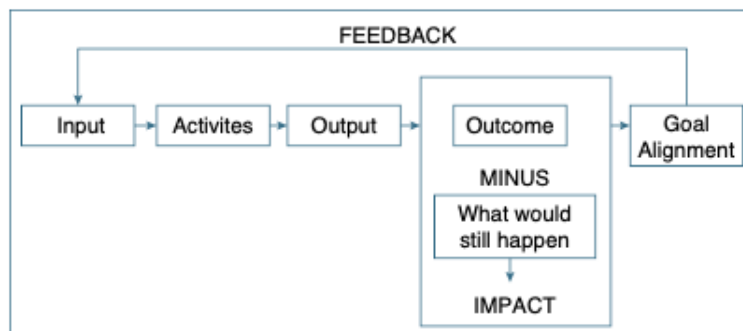 FEEDBACK
Input
Activites
Output
Outcome
Goal
Alignment
MINUS
What would
still happen
IMPACT